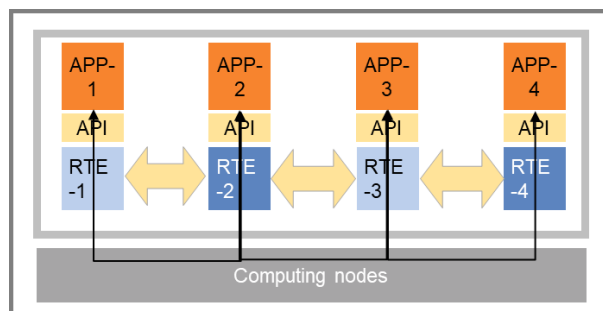 APP-
1
APP-
2
APP-
3
APP-
4
API
API
API
API
RTE
-1
RTE
-2
RTE
-3
RTE
-4
Computing nodes